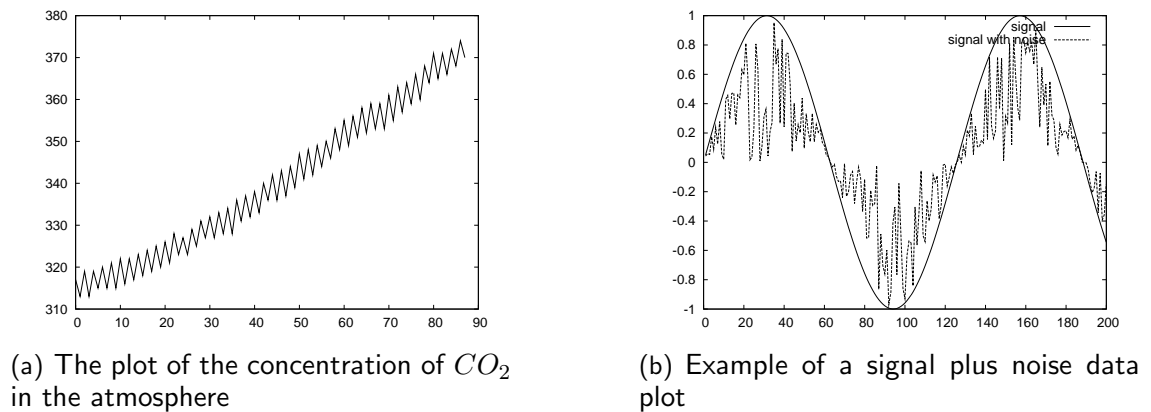 380
370
360
350
340
330
320
310
0 10 20 30 40 50 60 70 80 90
(a) The plot of the concentration of CO2
in the atmosphere
1
0.8
0.6
0.4
0.2
0
-0.2
-0.4
-0.6
-0.8
-1
signal
signal with noise
0 20 40 60 80 100 120 140 160 180 200
(b) Example of a signal plus noise data
plot